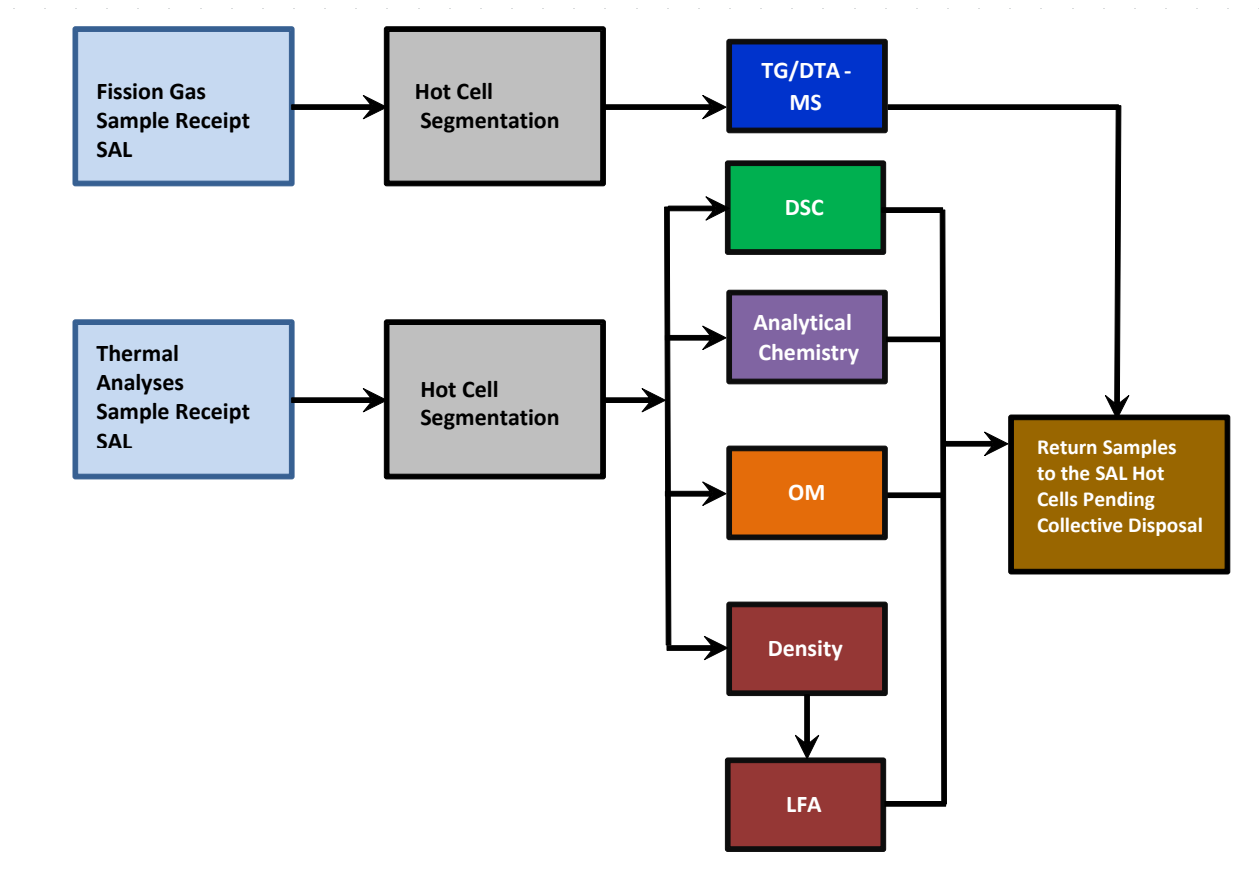 Fission Gas
Sample Receipt
SAL
Hot Cell
Segmentation
TG/DTA -
MS
DSC
Analytical
Chemistry
Thermal
Analyses
Sample Receipt
SAL
Hot Cell
Segmentation
OM
Return Samples
to the SAL Hot
Cells Pending
Collective Disposal
Density
LFA